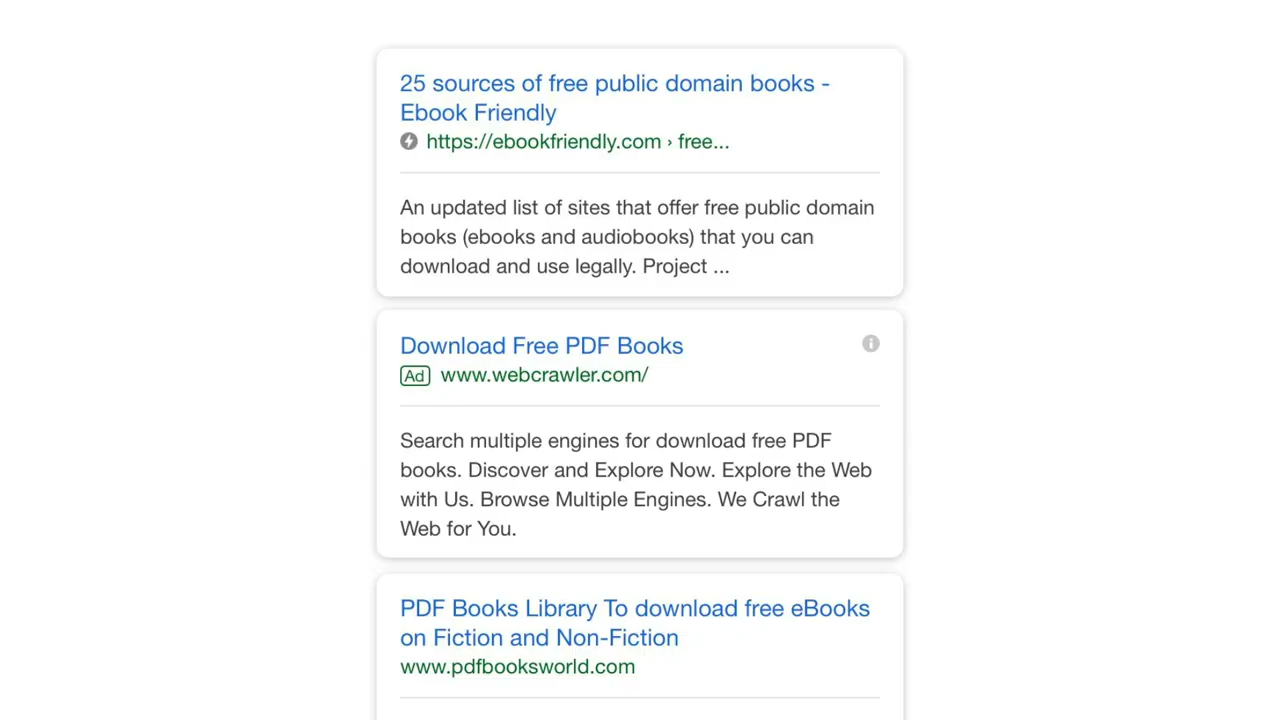 25 sources of free public domain books -
Ebook Friendly
https://ebookfriendly.com › free...
An updated list of sites that offer free public domain
books (ebooks and audiobooks) that you can
download and use legally. Project ...
Download Free PDF Books
Ad www.webcrawler.com/
Search multiple engines for download free PDF
books. Discover and Explore Now. Explore the Web
with Us. Browse Multiple Engines. We Crawl the
Web for You.
PDF Books Library To download free eBooks
on Fiction and Non-Fiction
www.pdfbooksworld.com